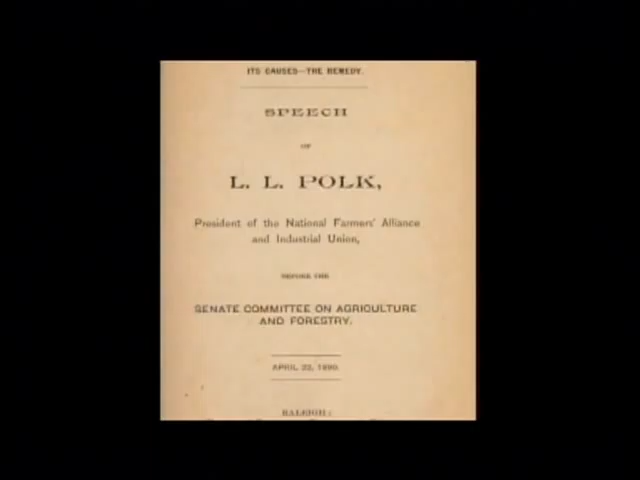 ITS CAUSES—THE REMEDY.
SPEECH
OF
L. L. POLK,
President of the National Farmers' Alliance
and Industrial Union,
BEFORE THE
SENATE COMMITTEE ON AGRICULTURE
AND FORESTRY.
APRIL 22, 1890.
RALEIGH: